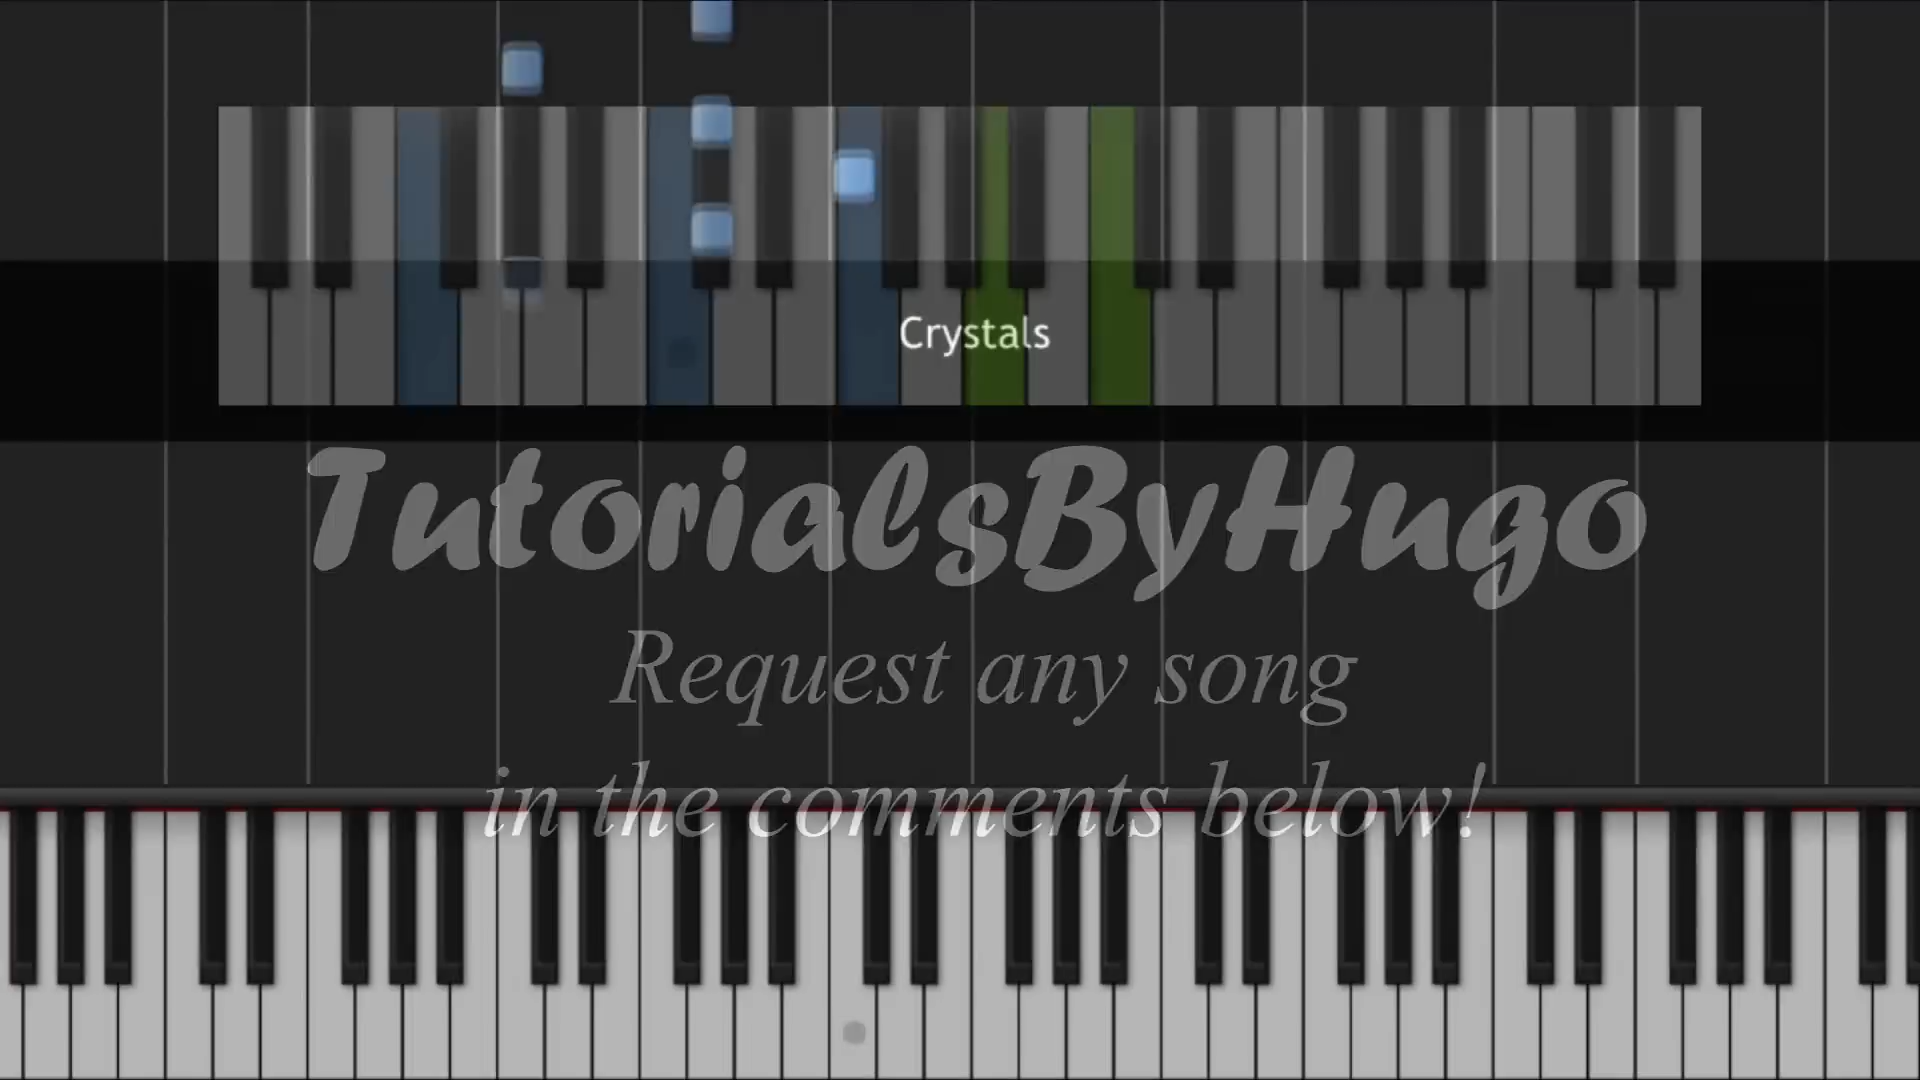 Crystals
TutorialsByHugo
Request any song
in the comments below!